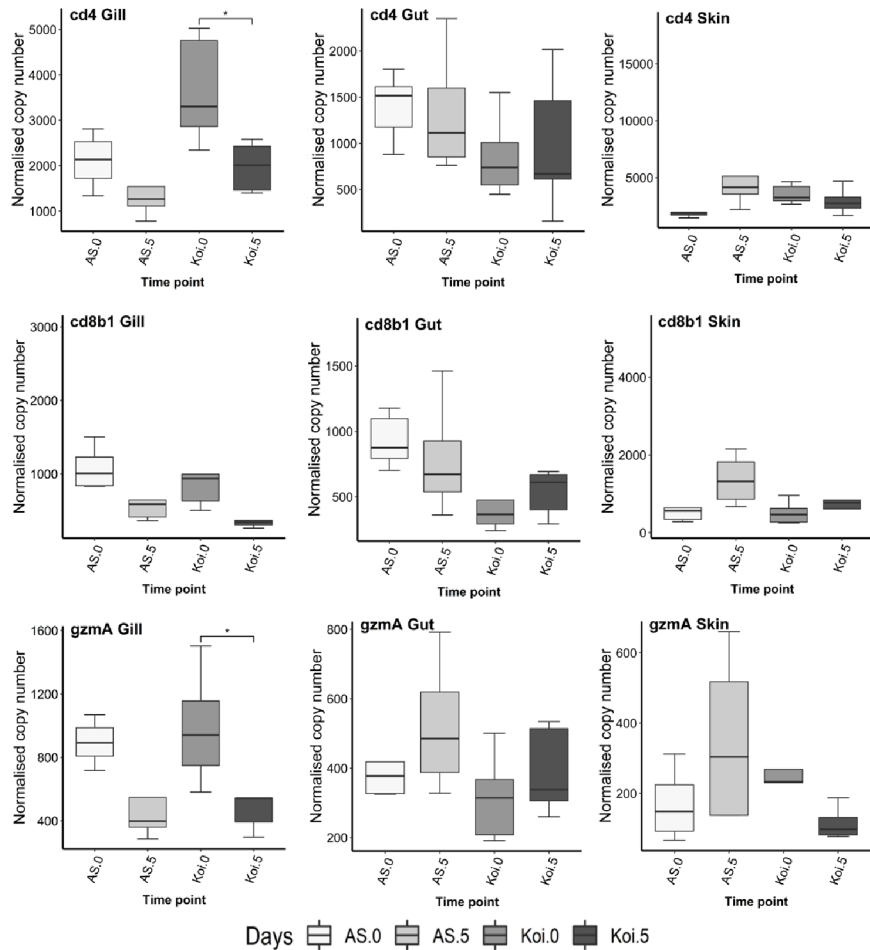 cd4 Gill
Normalised copy number
5000
4000
3000
2000
1000
AS.0
AS.5
Koi.0
Koi.5
Time point
*
cd4 Gut
Normalised copy number
2000
1500
1000
500
AS.0
AS.5
Koi.0
Koi.5
Time point
cd4 Skin
Normalised copy number
15000
10000
5000
AS.0
AS.5
Koi.0
Koi.5
Time point
cd8b1 Gill
Normalised copy number
3000
2000
1000
AS.0
AS.5
Koi.0
Koi.5
Time point
cd8b1 Gut
Normalised copy number
1500
1000
500
AS.0
AS.5
Koi.0
Koi.5
Time point
cd8b1 Skin
Normalised copy number
4000
2000
0
AS.0
AS.5
Koi.0
Koi.5
Time point
gzmA Gill
Normalised copy number
1600
1200
800
400
AS.0
AS.5
Koi.0
Koi.5
Time point
*
gzmA Gut
Normalised copy number
800
600
400
200
AS.0
AS.5
Koi.0
Koi.5
Time point
gzmA Skin
Normalised copy number
600
400
200
AS.0
AS.5
Koi.0
Koi.5
Time point
Days AS.0 AS.5 Koi.0 Koi.5